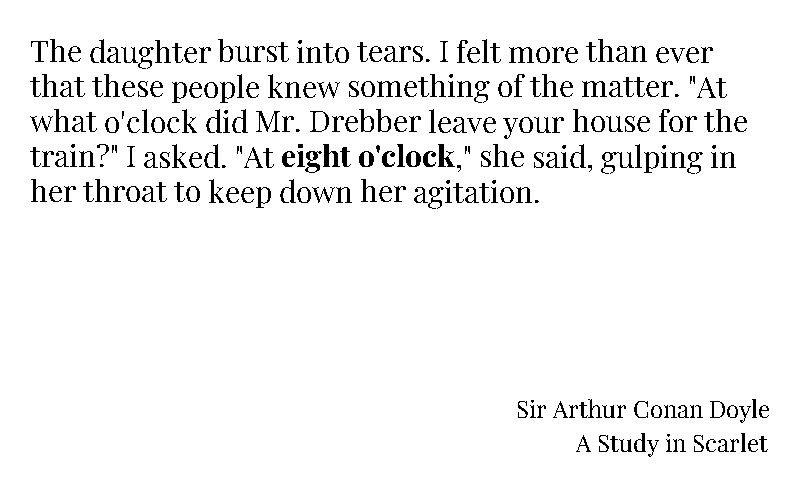 The daughter burst into tears. I felt more than ever
that these people knew something of the matter. "At
what o'clock did Mr. Drebber leave your house for the
train?" I asked. "At eight o'clock," she said, gulping in
her throat to keep down her agitation.
Sir Arthur Conan Doyle
A Study in Scarlet